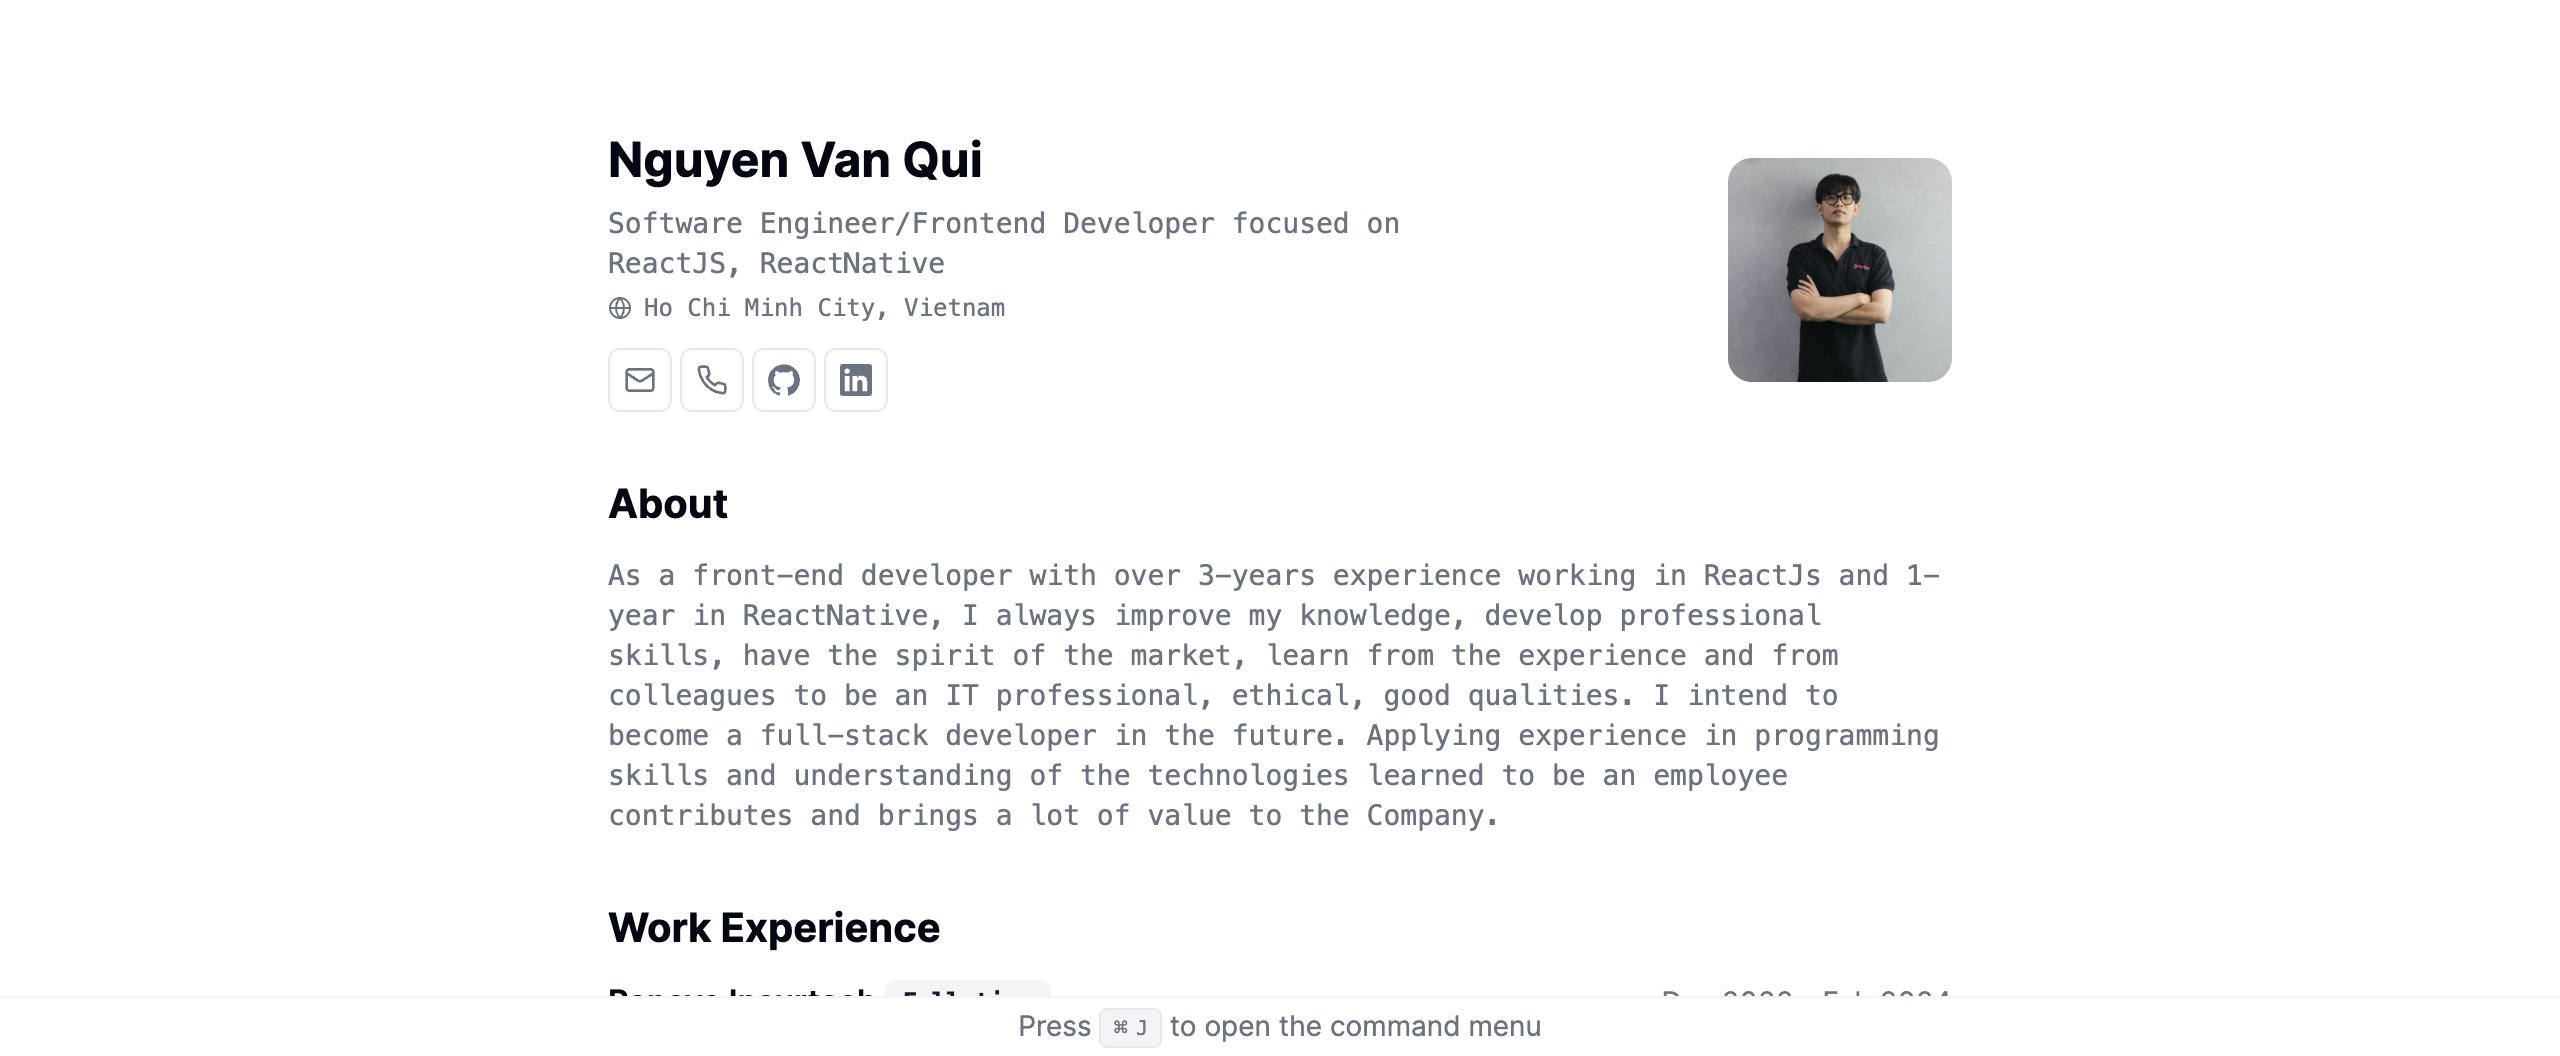 Nguyen Van Qui
Software Engineer/Frontend Developer focused on
ReactJS, ReactNative
Ho Chi Minh City, Vietnam
in
About
As a front-end developer with over 3-years experience working in ReactJs and 1-
year in ReactNative, I always improve my knowledge, develop professional
skills, have the spirit of the market, learn from the experience and from
colleagues to be an IT professional, ethical, good qualities. I intend to
become a full-stack developer in the future. Applying experience in programming
skills and understanding of the technologies learned to be an employee
contributes and brings a lot of value to the Company.
Work Experience
Press ⌘ J to open the command menu